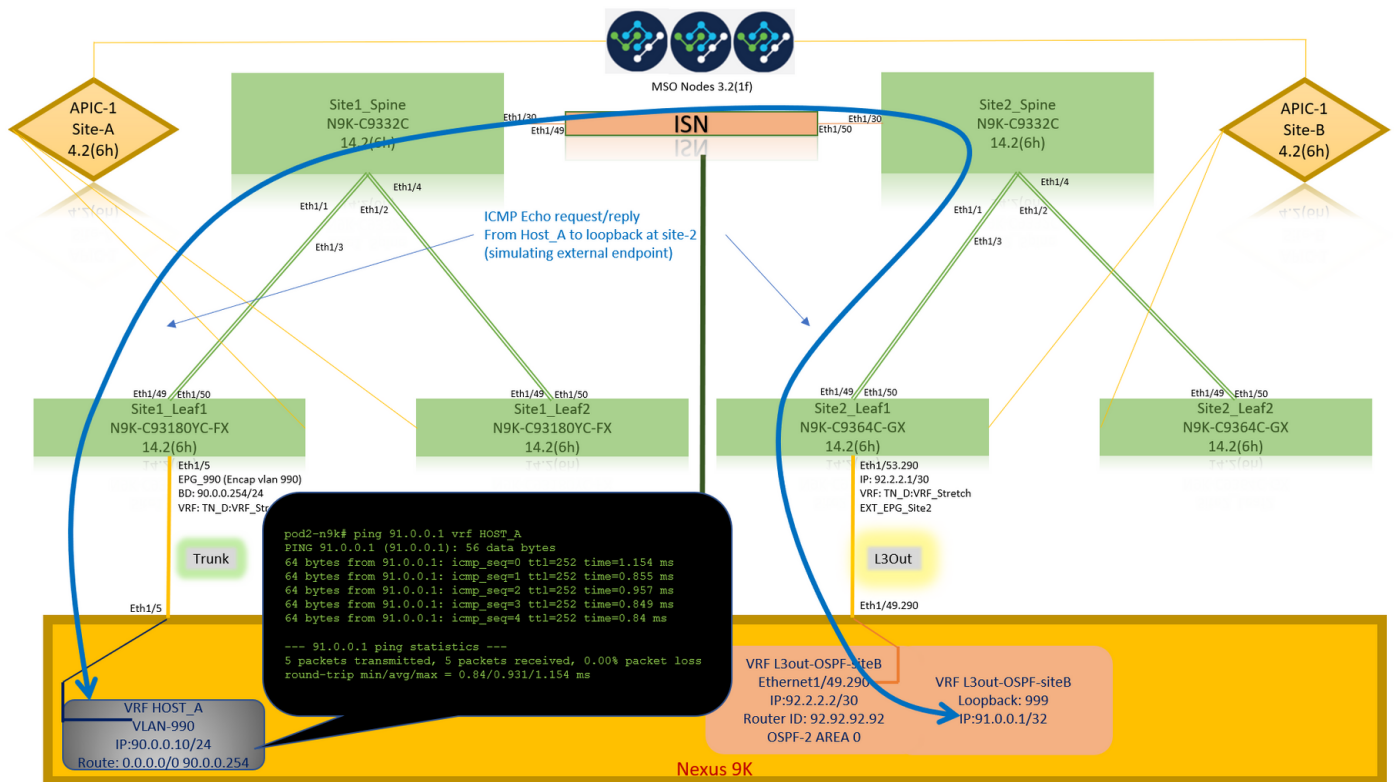 MSO Nodes 3.2(1f)
APIC-1
Site-A
4.2(6h)
Site1_Spine
N9K-C9332C
14.2(6h)
Eth1/30
Eth1/49
ISN
Eth1/50
Eth1/30
Site2_Spine
N9K-C9332C
14.2(6h)
APIC-1
Site-B
4.2(6h)
Eth1/4
Eth1/1
Eth1/2
Eth1/3
ICMP Echo request/reply
From Host_A to loopback at site-2
(simulating external endpoint)
Eth1/4
Eth1/1
Eth1/2
Eth1/3
Eth1/49
Eth1/50
Site1_Leaf1
N9K-C93180YC-FX
14.2(6h)
Eth1/49
Eth1/50
Site1_Leaf2
N9K-C93180YC-FX
14.2(6h)
Eth1/49
Eth1/50
Site2_Leaf1
N9K-C9364C-GX
14.2(6h)
Eth1/49
Eth1/50
Site2_Leaf2
N9K-C9364C-GX
14.2(6h)
Eth1/5
EPG_990 (Encap vlan 990)
BD: 90.0.0.254/24
VRF: TN_D:VRF_Str
Trunk
Eth1/5
Eth1/53.290
IP: 92.2.2.1/30
VRF: TN_D:VRF_Stretch
EXT_EPG_Site2
L3Out
Eth1/49.290
pod2-n9k# ping 91.0.0.1 vrf HOST_A
PING 91.0.0.1 (91.0.0.1): 56 data bytes
64 bytes from 91.0.0.1: icmp_seq=0 ttl=252 time=1.154 ms
64 bytes from 91.0.0.1: icmp_seq=1 ttl=252 time=0.855 ms
64 bytes from 91.0.0.1: icmp_seq=2 ttl=252 time=0.957 ms
64 bytes from 91.0.0.1: icmp_seq=3 ttl=252 time=0.849 ms
64 bytes from 91.0.0.1: icmp_seq=4 ttl=252 time=0.84 ms
--- 91.0.0.1 ping statistics ---
5 packets transmitted, 5 packets received, 0.00% packet loss
round-trip min/avg/max = 0.84/0.931/1.154 ms
VRF HOST_A
VLAN-990
IP:90.0.0.10/24
Route: 0.0.0.0/0 90.0.0.254
VRF L3out-OSPF-siteB
Ethernet1/49.290
IP:92.2.2.2/30
Router ID: 92.92.92.92
OSPF-2 AREA 0
VRF L3out-OSPF-siteB
Loopback: 999
IP:91.0.0.1/32
Nexus 9K